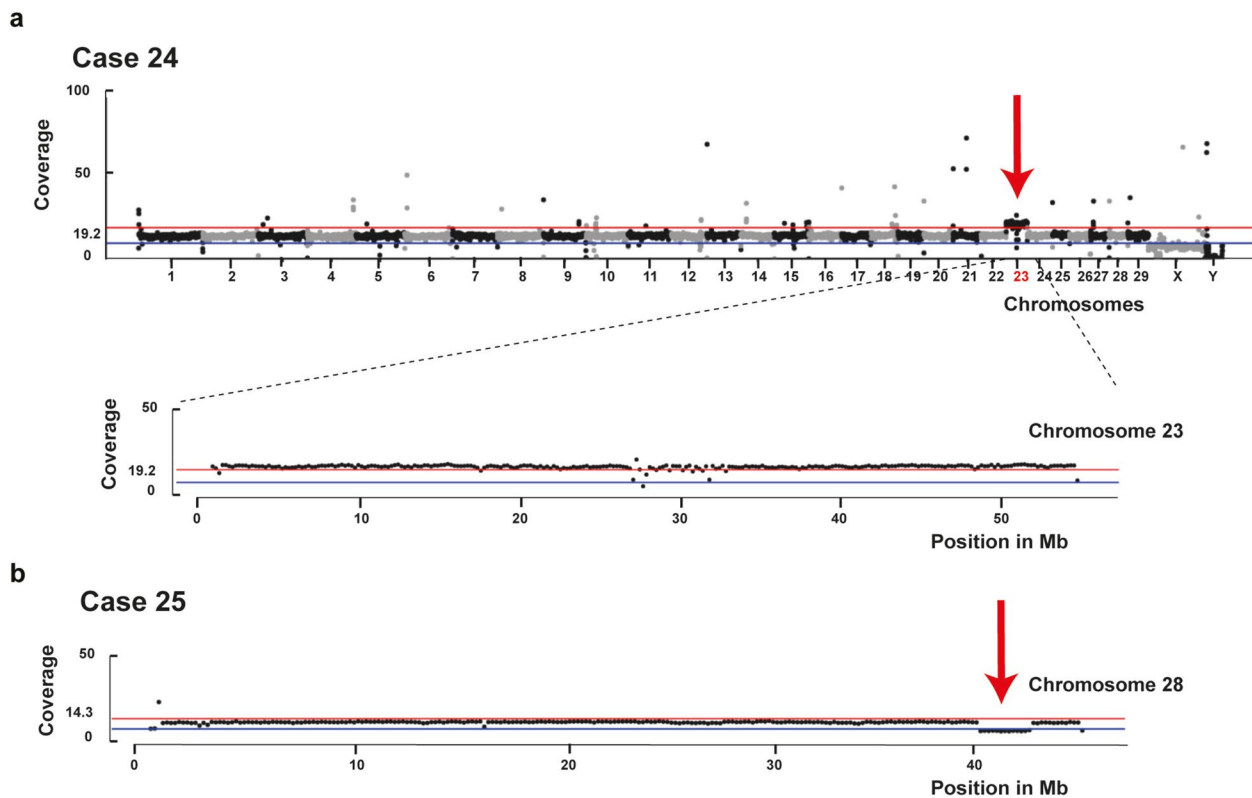 a
Case 24
100
50
19.2
0
Coverage
1 2 3 4 5 6 7 8 9 10 11 12 13 14 15 16 17 18 19 20 21 22 23 24 25 26 27 28 29 X Y
Chromosomes
50
19.2
0
Coverage
Chromosome 23
0 10 20 30 40 50
Position in Mb
b
Case 25
50
14.3
0
Coverage
Chromosome 28
0 10 20 30 40
Position in Mb